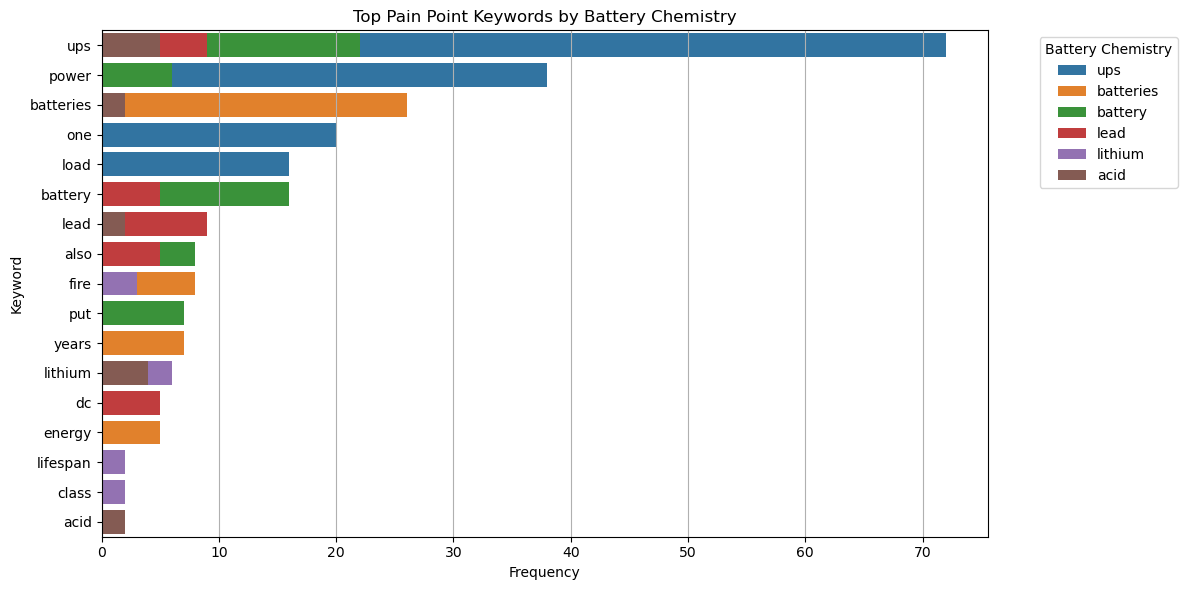 Top Pain Point Keywords by Battery Chemistry
Keyword
ups
power
batteries
one
load
battery
lead
also
fire
put
years
lithium
dc
energy
lifespan
class
acid
0 10 20 30 40 50 60 70
Frequency
Battery Chemistry
ups
batteries
battery
lead
lithium
acid